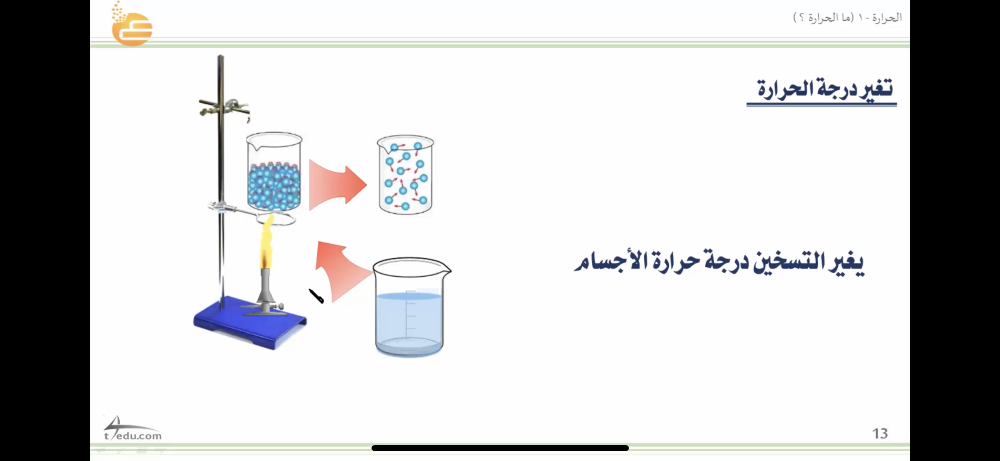 الحرارة - ١ (ما الحرارة ؟)
تغير درجة الحرارة
يغير التسخين درجة حرارة الأجسام
t4edu.com
13